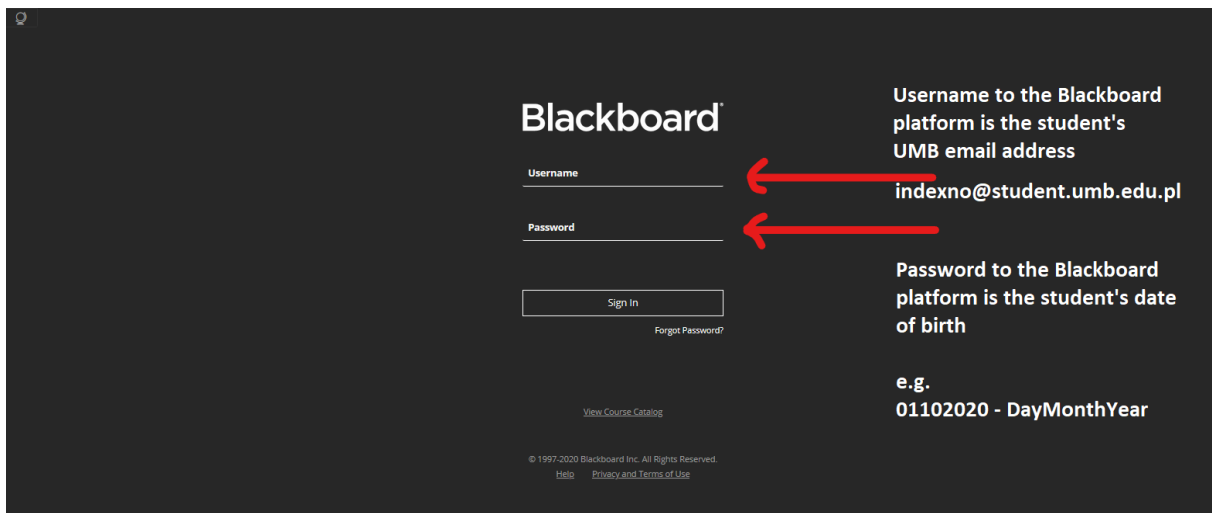 Blackboard
Username
Password
Sign In
Forgot Password?
View Course Catalog
© 1997-2020 Blackboard Inc. All Rights Reserved.
Help Privacy and Terms of Use
Username to the Blackboard
platform is the student's
UMB email address
indexno@student.umb.edu.pl
Password to the Blackboard
platform is the student's date
of birth
e.g.
01102020 - DayMonthYear